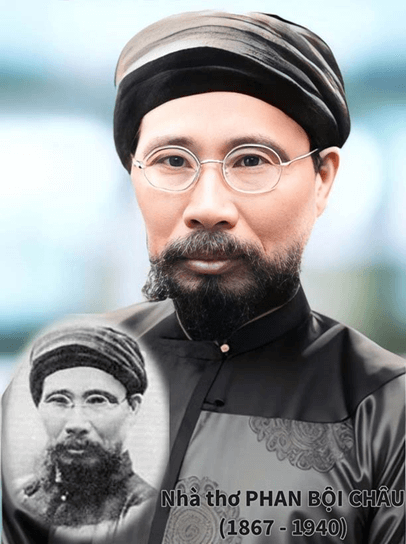 Nhà thơ PHAN BỘI CHÂU
(1867 - 1940)